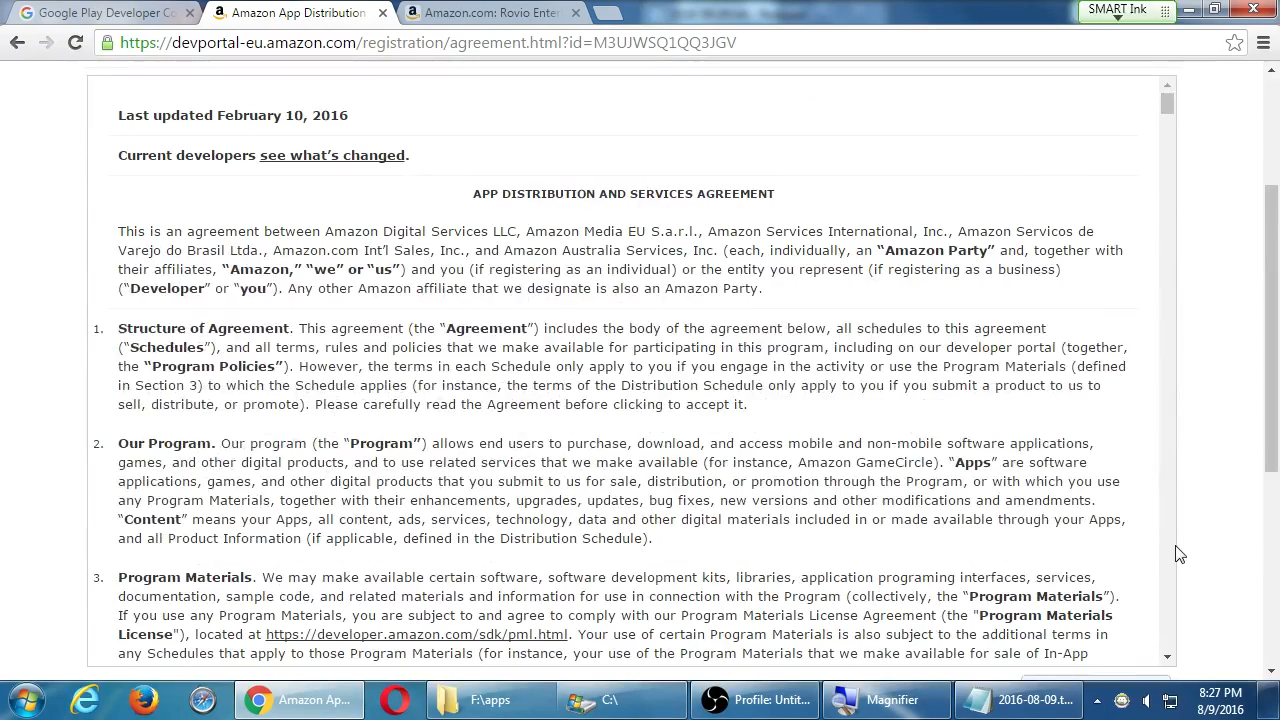 Google Play Developer Co
Amazon App Distribution
Amazon.com: Rovio Enter
SMART Ink
https://devportal-eu.amazon.com/registration/agreement.html?id=M3UJWSQ1QQ3JGV
Last updated February 10, 2016
Current developers see what's changed.
APP DISTRIBUTION AND SERVICES AGREEMENT
This is an agreement between Amazon Digital Services LLC, Amazon Media EU S.a.r.l., Amazon Services International, Inc., Amazon Servicos de
Varejo do Brasil Ltda., Amazon.com Int'l Sales, Inc., and Amazon Australia Services, Inc. (each, individually, an “Amazon Party” and, together with
their affiliates, “Amazon,” “we” or “us”) and you (if registering as an individual) or the entity you represent (if registering as a business)
(“Developer” or “you”). Any other Amazon affiliate that we designate is also an Amazon Party.
1. Structure of Agreement. This agreement (the “Agreement”) includes the body of the agreement below, all schedules to this agreement
(“Schedules”), and all terms, rules and policies that we make available for participating in this program, including on our developer portal (together,
the “Program Policies”). However, the terms in each Schedule only apply to you if you engage in the activity or use the Program Materials (defined
in Section 3) to which the Schedule applies (for instance, the terms of the Distribution Schedule only apply to you if you submit a product to us to
sell, distribute, or promote). Please carefully read the Agreement before clicking to accept it.
2. Our Program. Our program (the “Program”) allows end users to purchase, download, and access mobile and non-mobile software applications,
games, and other digital products, and to use related services that we make available (for instance, Amazon GameCircle). “Apps” are software
applications, games, and other digital products that you submit to us for sale, distribution, or promotion through the Program, or with which you use
any Program Materials, together with their enhancements, upgrades, updates, bug fixes, new versions and other modifications and amendments.
“Content” means your Apps, all content, ads, services, technology, data and other digital materials included in or made available through your Apps,
and all Product Information (if applicable, defined in the Distribution Schedule).
3. Program Materials. We may make available certain software, software development kits, libraries, application programing interfaces, services,
documentation, sample code, and related materials and information for use in connection with the Program (collectively, the “Program Materials”).
If you use any Program Materials, you are subject to and agree to comply with our Program Materials License Agreement (the "Program Materials
License"), located at https://developer.amazon.com/sdk/pml.html. Your use of certain Program Materials is also subject to the additional terms in
any Schedules that apply to those Program Materials (for instance, your use of the Program Materials that we make available for sale of In-App
Amazon Ap...
F:\apps
C:\
Profile: Untit...
Magnifier
2016-08-09.t...
8:27 PM
8/9/2016